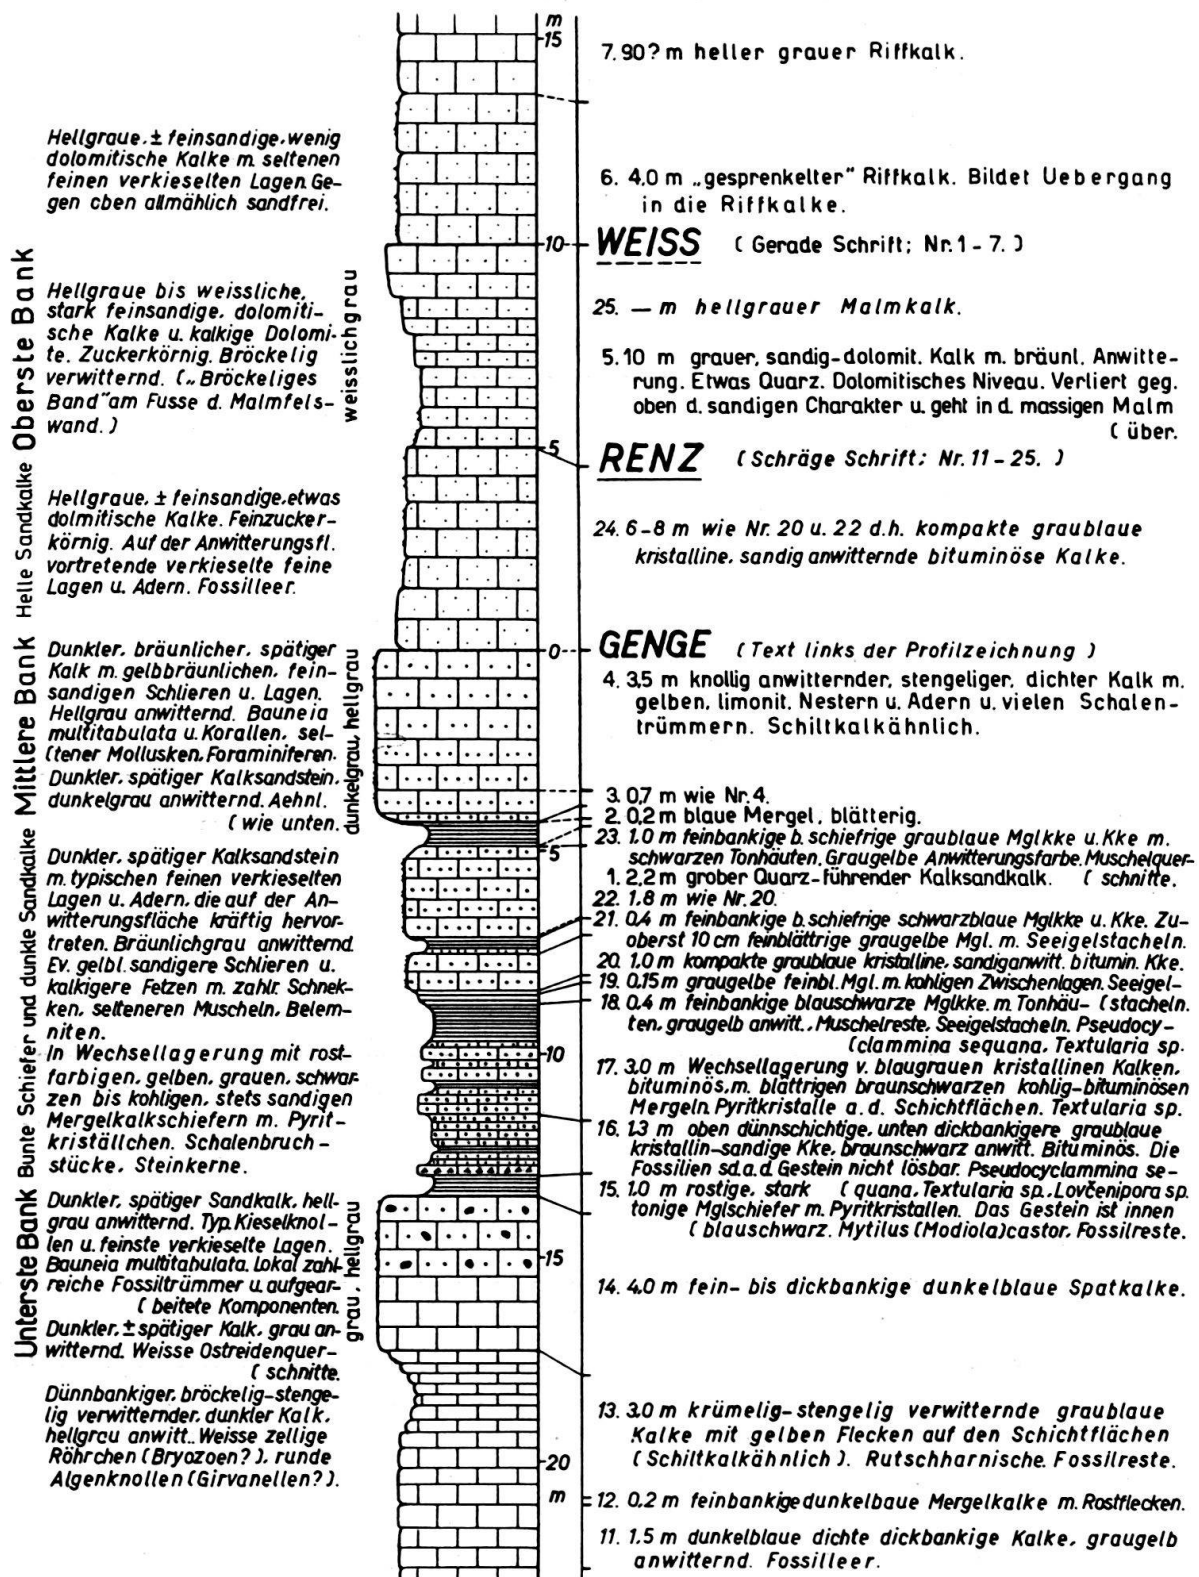 Hellgraue, ± feinsandige, wenig
dolomitische Kalke m. seltenen
feinen verkieselten Lagen. Ge-
gen oben allmählich sandfrei.
Oberste Bank
Hellgraue bis weissliche,
stark feinsandige, dolomiti-
sche Kalke u. kalkige Dolomi-
te. Zuckerkörnig. Bröckelig
verwitternd. („Bröckeliges
Band" am Fusse d. Malmfels-
wand.)
weisslichgrau
Helle Sandkalke
Hellgraue, ± feinsandige, etwas
dolmitische Kalke. Feinzucker-
körnig. Auf der Anwitterungsfl.
vortretende verkieselte feine
Lagen u. Adern. Fossilleer.
Mittlere Bank
Dunkler, bräunlicher, spätiger
Kalk m. gelbbräunlichen, fein-
sandigen Schlieren u. Lagen.
Hellgrau anwitternd. Bauneia
multitabulata u. Korallen, sel-
(tener Mollusken, Foraminiferen.
Dunkler, spätiger Kalksandstein,
dunkelgrau anwitternd. Aehnl.
( wie unten.
dunkelgrau, hellgrau
Bunte Schiefer und dunkle Sandkalke
Dunkler, spätiger Kalksandstein
m. typischen feinen verkieselten
Lagen u. Adern, die auf der An-
witterungsfläche kräftig hervor-
treten. Bräunlichgrau anwitternd.
Ev. gelbl. sandigere Schlieren u.
kalkigere Fetzen m. zahlr. Schnek-
ken, selteneren Muscheln, Belem-
niten.
In Wechsellagerung mit rost-
farbigen, gelben, grauen, schwar-
zen bis kohligen, stets sandigen
Mergelkalkschiefern m. Pyrit-
kriställchen. Schalenbruch-
stücke, Steinkerne.
Unterste Bank
Dunkler, spätiger Sandkalk, hell-
grau anwitternd. Typ. Kieselknol-
len u. feinste verkieselte Lagen.
Bauneia multitabulata. Lokal zahl-
reiche Fossiltrümmer u. aufgear-
( beitete Komponenten.
Dunkler, ± spätiger Kalk, grau an-
witternd. Weisse Ostreidenquer-
( schnitte.
grau, hellgrau
Dünnbankiger, bröckelig-stenge-
lig verwitternder, dunkler Kalk,
hellgrau anwitt.. Weisse zellige
Röhrchen (Bryozoen?), runde
Algenknollen (Girvanellen?).
m
15
10
5
0
5
10
15
20
m
7. 90? m heller grauer Riffkalk.
6. 4,0 m „gesprenkelter" Riffkalk. Bildet Uebergang
in die Riffkalke.
WEISS ( Gerade Schrift; Nr. 1 - 7. )
25. — m hellgrauer Malmkalk.
5. 10 m grauer, sandig-dolomit. Kalk m. bräunl. Anwitte-
rung. Etwas Quarz. Dolomitisches Niveau. Verliert geg.
oben d. sandigen Charakter u. geht in d. massigen Malm
( über.
RENZ ( Schräge Schrift; Nr. 11 - 25. )
24. 6-8 m wie Nr. 20 u. 22 d.h. kompakte graublaue
kristalline, sandig anwitternde bituminöse Kalke.
GENGE ( Text links der Profilzeichnung )
4. 3,5 m knollig anwitternder, stengeliger, dichter Kalk m.
gelben, limonit. Nestern u. Adern u. vielen Schalen-
trümmern. Schiltkalkähnlich.
3. 0,7 m wie Nr. 4.
2. 0,2 m blaue Mergel, blätterig.
23. 1,0 m feinbankige b. schiefrige graublaue Mglkke u. Kke m.
schwarzen Tonhäuten. Graugelbe Anwitterungsfarbe. Muschelquer-
1. 2,2 m grober Quarz-führender Kalksandkalk. ( schnitte.
22. 1,8 m wie Nr. 20.
21. 0,4 m feinbankige b. schiefrige schwarzblaue Mglkke u. Kke. Zu-
oberst 10 cm feinblättrige graugelbe Mgl. m. Seeigelstacheln.
20. 1,0 m kompakte graublaue kristalline, sandig anwitt. bitumin. Kke.
19. 0,15 m graugelbe feinbl. Mgl. m. kohligen Zwischenlagen. Seeigel-
18. 0,4 m feinbankige blauschwarze Mglkke. m. Tonhäu- ( stacheln.
ten, graugelb anwitt.. Muschelreste, Seeigelstacheln. Pseudocy-
(clammina sequana, Textularia sp.
17. 3,0 m Wechsellagerung v. blaugrauen kristallinen Kalken,
bituminös, m. blättrigen braunschwarzen kohlig-bituminösen
Mergeln. Pyritkristalle a. d. Schichtflächen. Textularia sp.
16. 1,3 m oben dünnschichtige, unten dickbankigere graublaue
kristallin-sandige Kke, braunschwarz anwitt. Bituminös. Die
Fossilien sd. a. d. Gestein nicht lösbar. Pseudocyclammina se-
15. 1,0 m rostige, stark ( quana, Textularia sp., Lovčenipora sp.
tonige Mglschiefer m. Pyritkristallen. Das Gestein ist innen
( blauschwarz. Mytilus (Modiola) castor, Fossilreste.
14. 4,0 m fein- bis dickbankige dunkelblaue Spatkalke.
13. 3,0 m krümelig-stengelig verwitternde graublaue
Kalke mit gelben Flecken auf den Schichtflächen
( Schiltkalkähnlich ). Rutschharnische. Fossilreste.
12. 0,2 m feinbankige dunkelbaue Mergelkalke m. Rostflecken.
11. 1,5 m dunkelblaue dichte dickbankige Kalke, graugelb
anwitternd. Fossilleer.